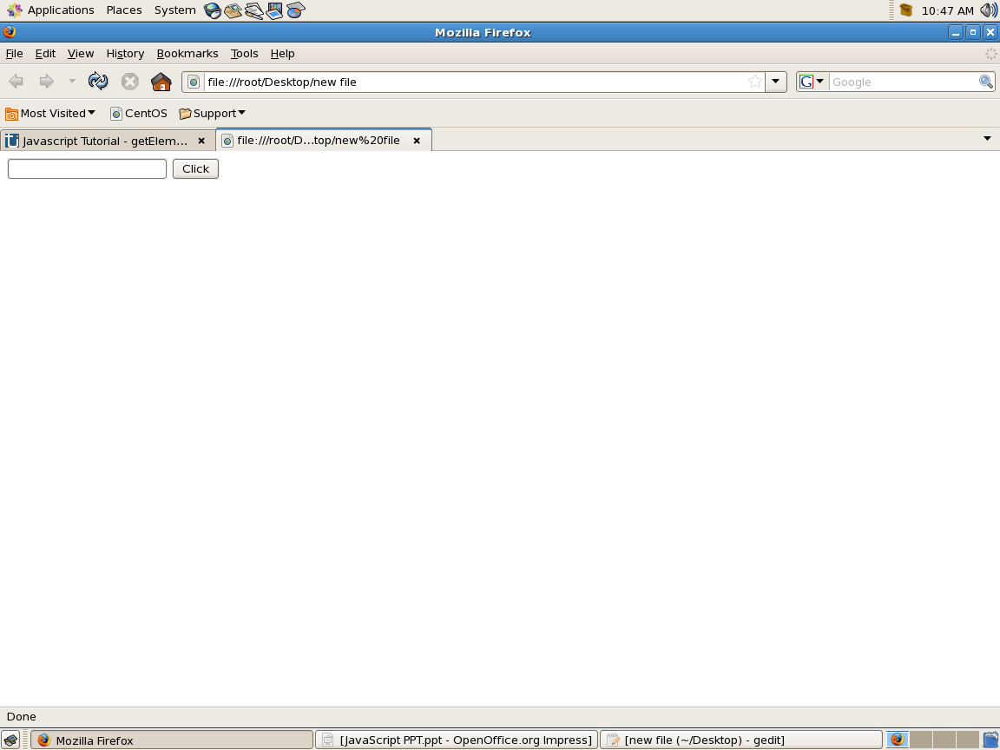 Applications Places System 10:47 AM
Mozilla Firefox
File Edit View History Bookmarks Tools Help
file:///root/Desktop/new file G Google
Most Visited CentOS Support
Javascript Tutorial - getElem... file:///root/D...top/new%20file
Click
Done
Mozilla Firefox [JavaScript PPT.ppt - OpenOffice.org Impress] [new file (~/Desktop) - gedit]